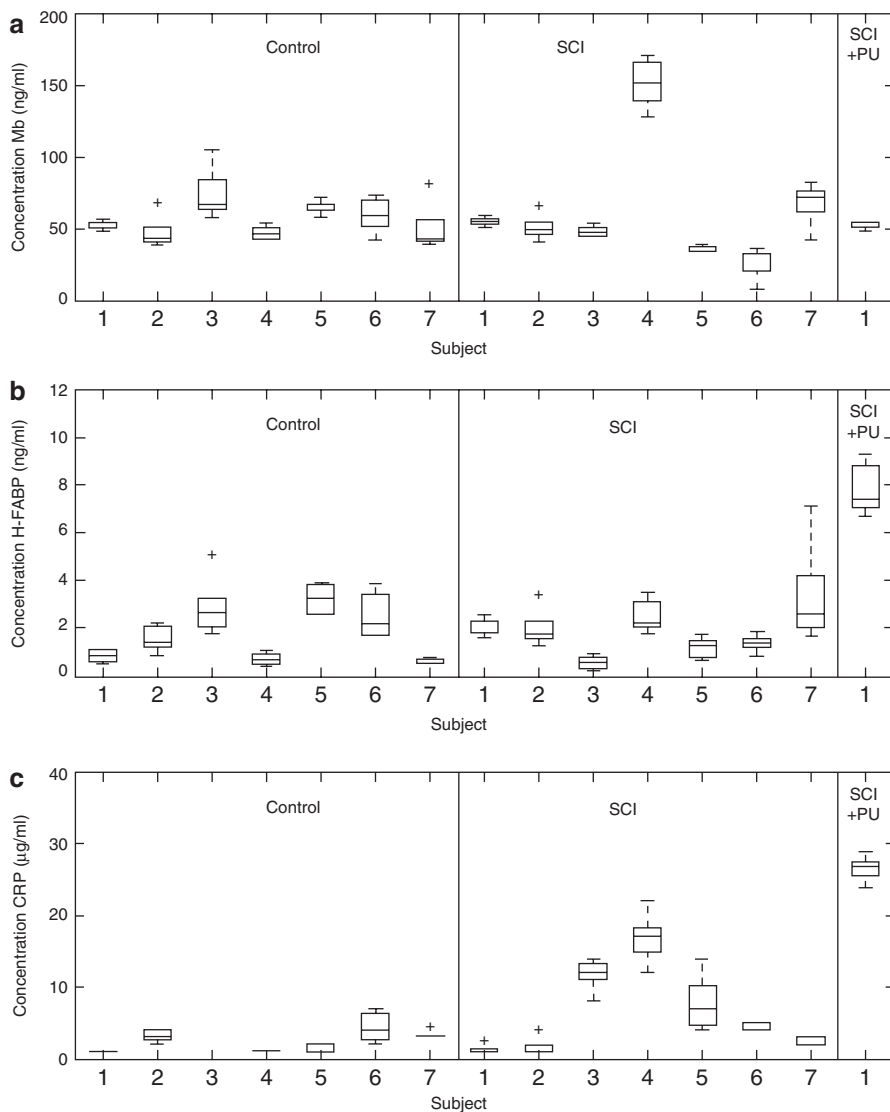 a
Concentration Mb (ng/ml)
200
150
100
50
0
Control
SCI
SCI
+PU
1 2 3 4 5 6 7 1 2 3 4 5 6 7 1
Subject
b
Concentration H-FABP (ng/ml)
12
10
8
6
4
2
0
Control
SCI
SCI
+PU
1 2 3 4 5 6 7 1 2 3 4 5 6 7 1
Subject
c
Concentration CRP (μg/ml)
40
30
20
10
0
Control
SCI
SCI
+PU
1 2 3 4 5 6 7 1 2 3 4 5 6 7 1
Subject